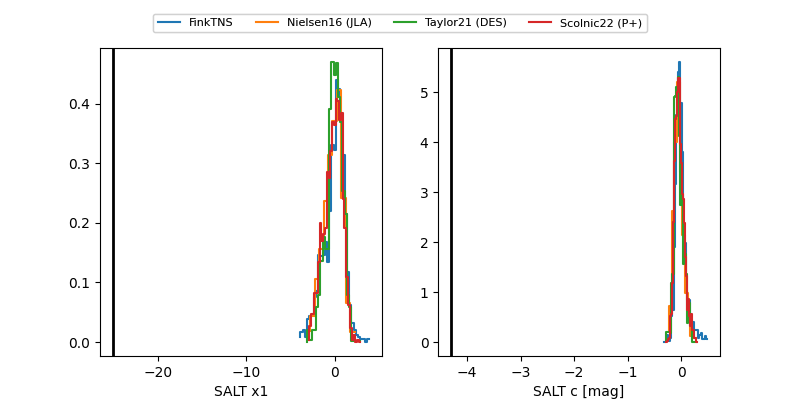 FinkTNS Nielsen16 (JLA) Taylor21 (DES) Scolnic22 (P+)
0.4
0.3
0.2
0.1
0.0
−20 −10 0
SALT x1
5
4
3
2
1
0
−4 −3 −2 −1 0
SALT c [mag]